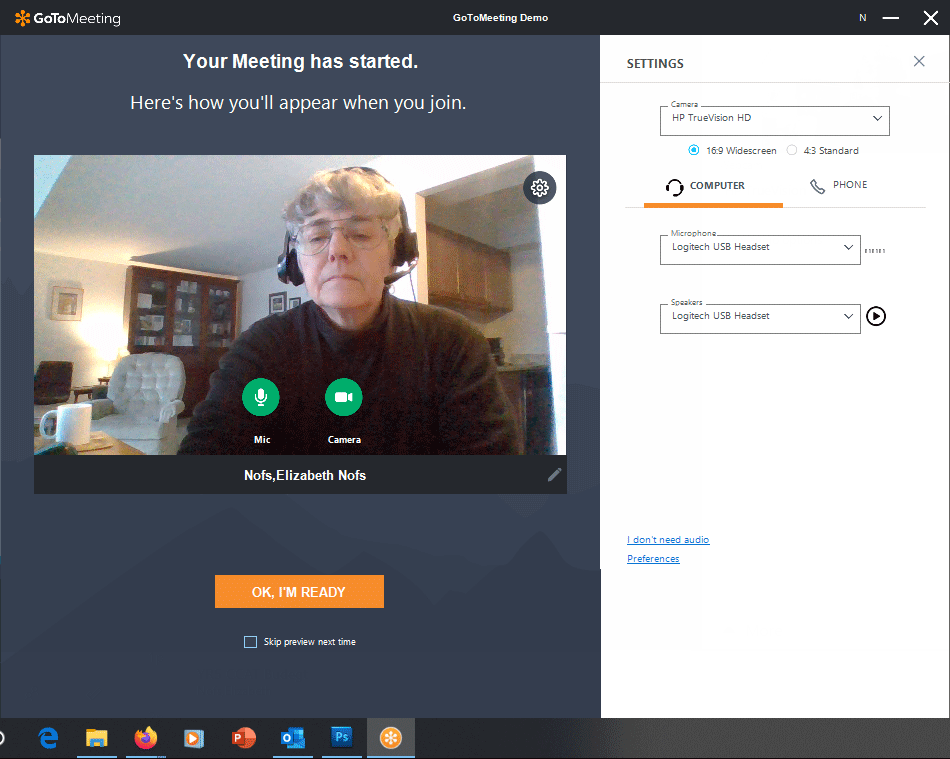 GoToMeeting
GoToMeeting Demo
N
Your Meeting has started.
Here's how you'll appear when you join.
Mic
Camera
Nofs,Elizabeth Nofs
OK, I'M READY
Skip preview next time
SETTINGS
Camera
HP TrueVision HD
16:9 Widescreen 4:3 Standard
COMPUTER PHONE
Microphone
Logitech USB Headset
Speakers
Logitech USB Headset
I don't need audio
Preferences
Ps